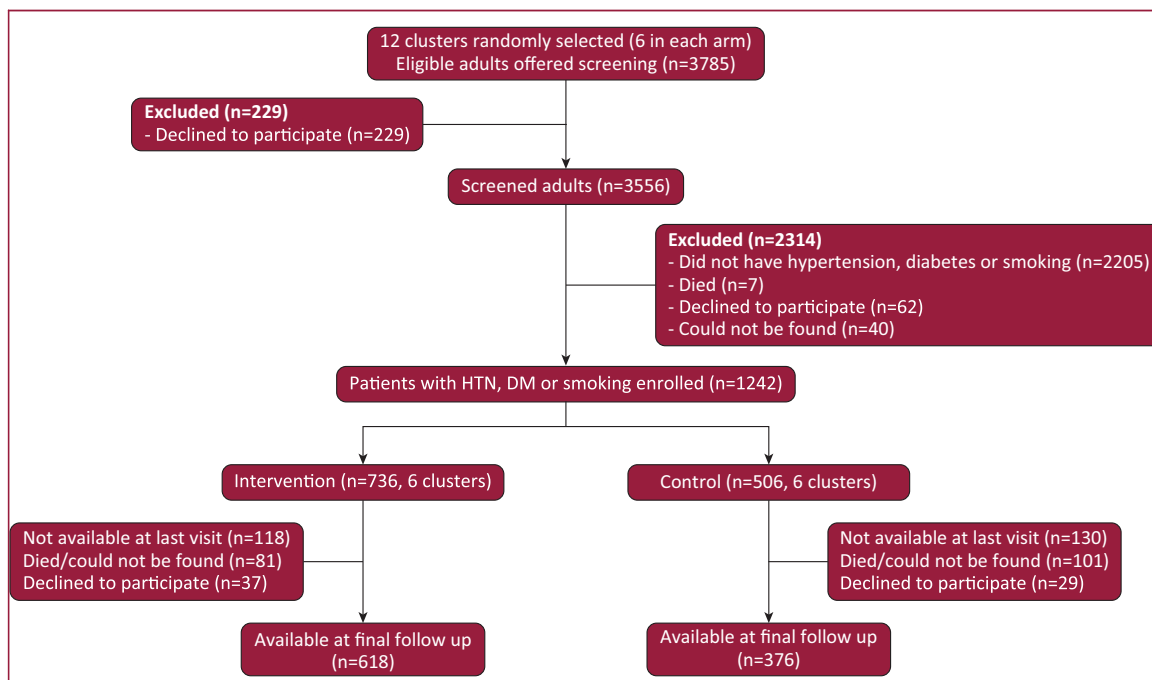 12 clusters randomly selected (6 in each arm)
Eligible adults offered screening (n=3785)
Excluded (n=229)
- Declined to participate (n=229)
Screened adults (n=3556)
Excluded (n=2314)
- Did not have hypertension, diabetes or smoking (n=2205)
- Died (n=7)
- Declined to participate (n=62)
- Could not be found (n=40)
Patients with HTN, DM or smoking enrolled (n=1242)
Intervention (n=736, 6 clusters)
Control (n=506, 6 clusters)
Not available at last visit (n=118)
Died/could not be found (n=81)
Declined to participate (n=37)
Not available at last visit (n=130)
Died/could not be found (n=101)
Declined to participate (n=29)
Available at final follow up
(n=618)
Available at final follow up
(n=376)